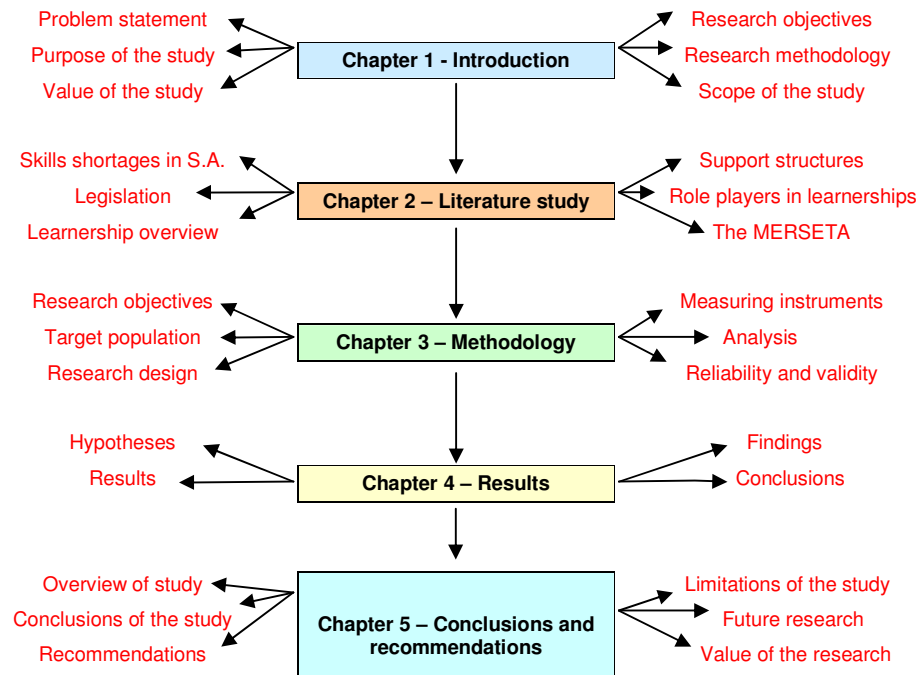 Problem statement
Purpose of the study
Value of the study
Chapter 1 - Introduction
Research objectives
Research methodology
Scope of the study
Skills shortages in S.A.
Legislation
Learnership overview
Chapter 2 – Literature study
Support structures
Role players in learnerships
The MERSETA
Research objectives
Target population
Research design
Chapter 3 – Methodology
Measuring instruments
Analysis
Reliability and validity
Hypotheses
Results
Chapter 4 – Results
Findings
Conclusions
Overview of study
Conclusions of the study
Recommendations
Chapter 5 – Conclusions and
recommendations
Limitations of the study
Future research
Value of the research